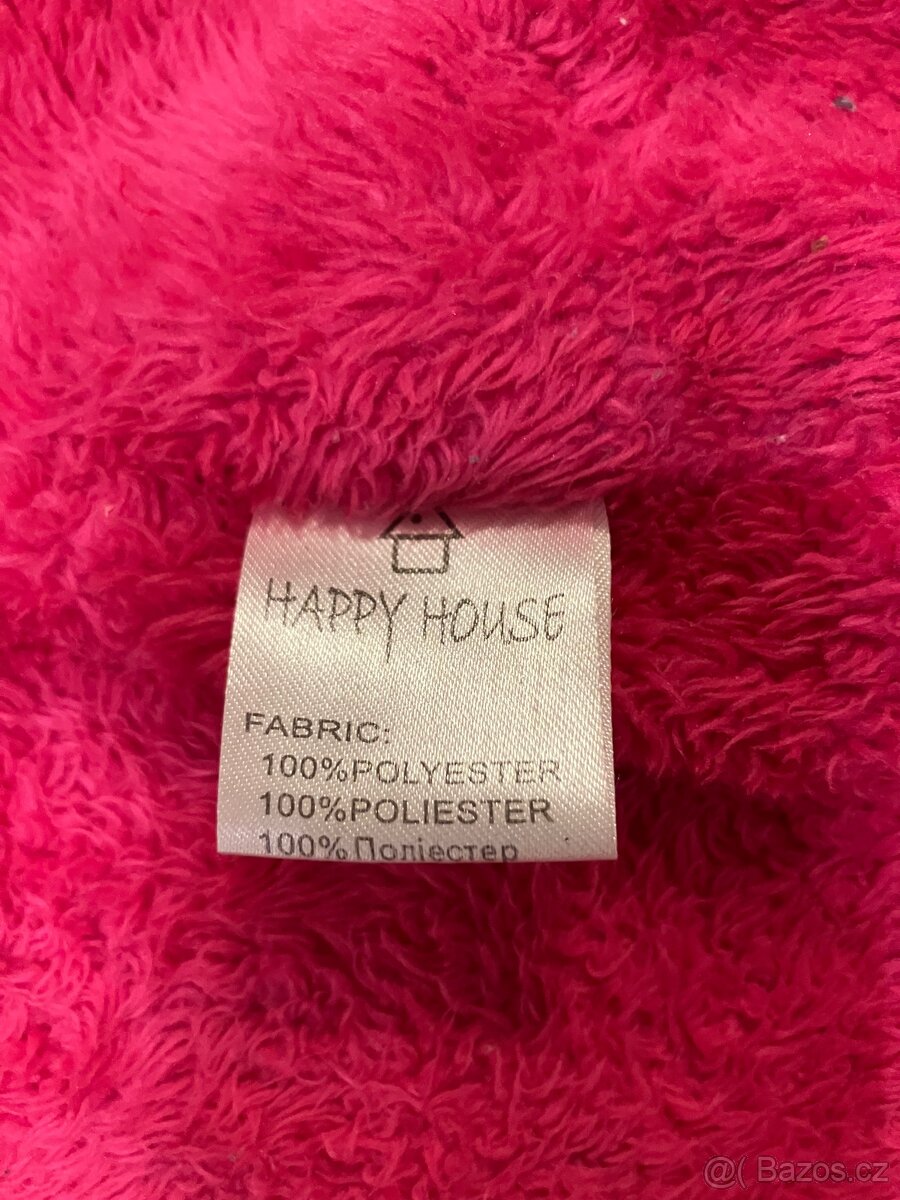 HAPPY HOUSE
FABRIC:
100%POLYESTER
100%POLIESTER
100%Поліестер
@( Bazos.cz